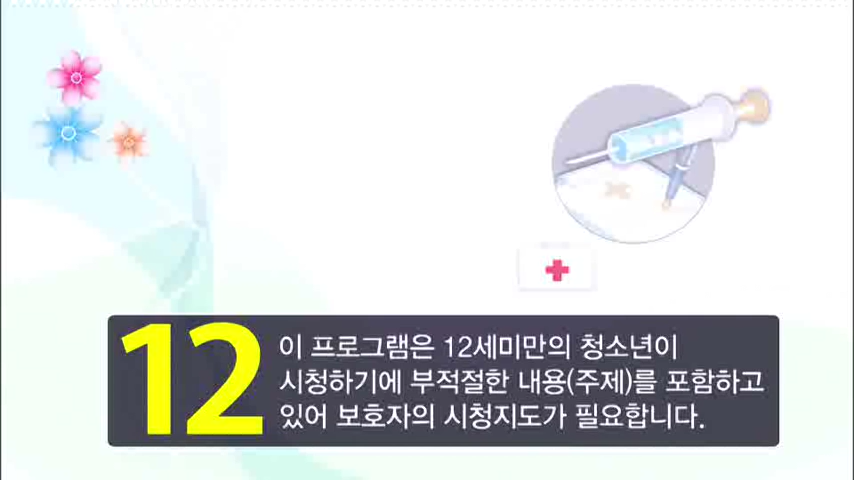 12
이 프로그램은 12세미만의 청소년이
시청하기에 부적절한 내용(주제)를 포함하고
있어 보호자의 시청지도가 필요합니다.